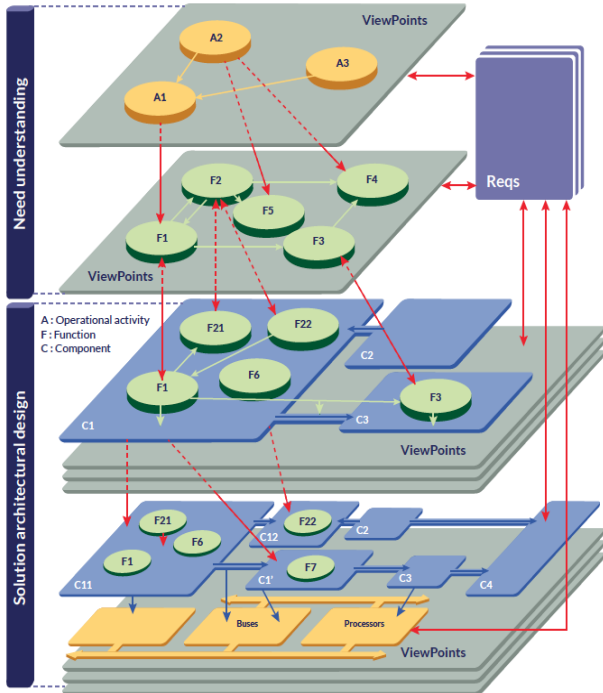 Need understanding
ViewPoints
A2
A3
A1
Reqs
F2
F4
F5
F1
F3
ViewPoints
Solution architectural design
A : Operational activity
F : Function
C : Component
F21
F22
C2
F6
F1
F3
C1
C3
ViewPoints
F21
F22
C2
F6
C12
F1
F7
C3
C11
C1'
C4
Buses
Processors
ViewPoints